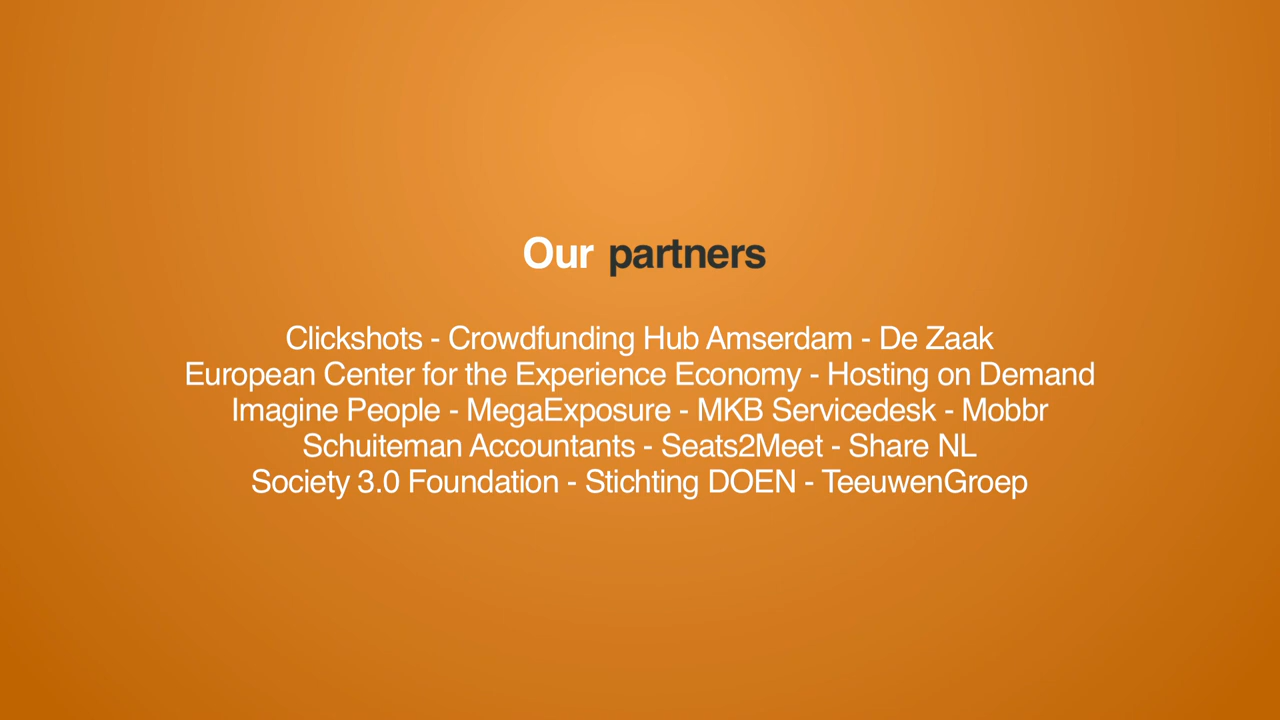 Our partners
Clickshots - Crowdfunding Hub Amserdam - De Zaak
European Center for the Experience Economy - Hosting on Demand
Imagine People - MegaExposure - MKB Servicedesk - Mobbr
Schuiteman Accountants - Seats2Meet - Share NL
Society 3.0 Foundation - Stichting DOEN - TeeuwenGroep